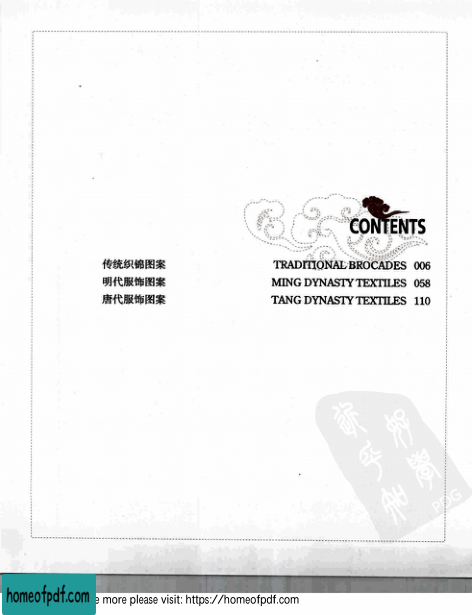 CONTENTS
传统织锦图案 TRADITIONAL BROCADES 006
明代服饰图案 MING DYNASTY TEXTILES 058
唐代服饰图案 TANG DYNASTY TEXTILES 110
PDG
homeofpdf.com
e more please visit: https://homeofpdf.com